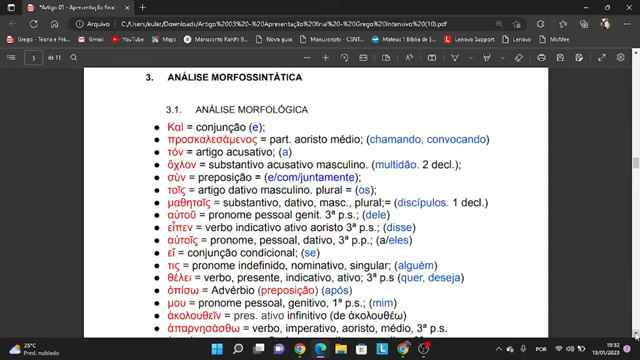 *Artigo 03 - Apresentação final -
Arquivo
C:/Users/euler/Downloads/Artigo%2003%20-%20Apresentação%20final%20-%20Grego%20Intensivo%20(10).pdf
Gmail
YouTube
Maps
Nova guia
Mateus 1 Bíblia de G...
Lenovo Support
Lenovo
McAfee
5 de 11
3. ANÁLISE MORFOSSINTÁTICA
3.1. ANÁLISE MORFOLÓGICA
Καὶ = conjunção (e);
προσκαλεσάμενος = part. aoristo médio; (chamando, convocando)
τόν = artigo acusativo; (a)
ὄχλον = substantivo acusativo masculino. (multidão. 2 decl.);
σὺν = preposição = (e/com/juntamente);
τοῖς = artigo dativo masculino. plural = (os);
μαθηταῖς = substantivo, dativo, masc., plural;= (discípulos. 1 decl.)
αὐτοῦ = pronome pessoal genit. 3ª p.s.; (dele)
εἶπεν = verbo indicativo ativo aoristo 3ª p.s.; (disse)
αὐτοῖς = pronome, pessoal, dativo, 3ª p.p.; (a/eles)
εἴ = conjunção condicional; (se)
τις = pronome indefinido, nominativo, singular; (alguém)
θέλει = verbo, presente, indicativo, ativo; 3ª p.s (quer, deseja)
ὀπίσω = Advérbio (preposição) (após)
μου = pronome pessoal, genitivo, 1ª p.s.; (mim)
ἀκολουθεῖν = pres. ativo infinitivo (de ἀκολουθέω)
ἀπαρνησάσθω = verbo, imperativo, aoristo, médio, 3ª p.s.
25°C
Pred. nublado
POR
19:32
13/01/2023